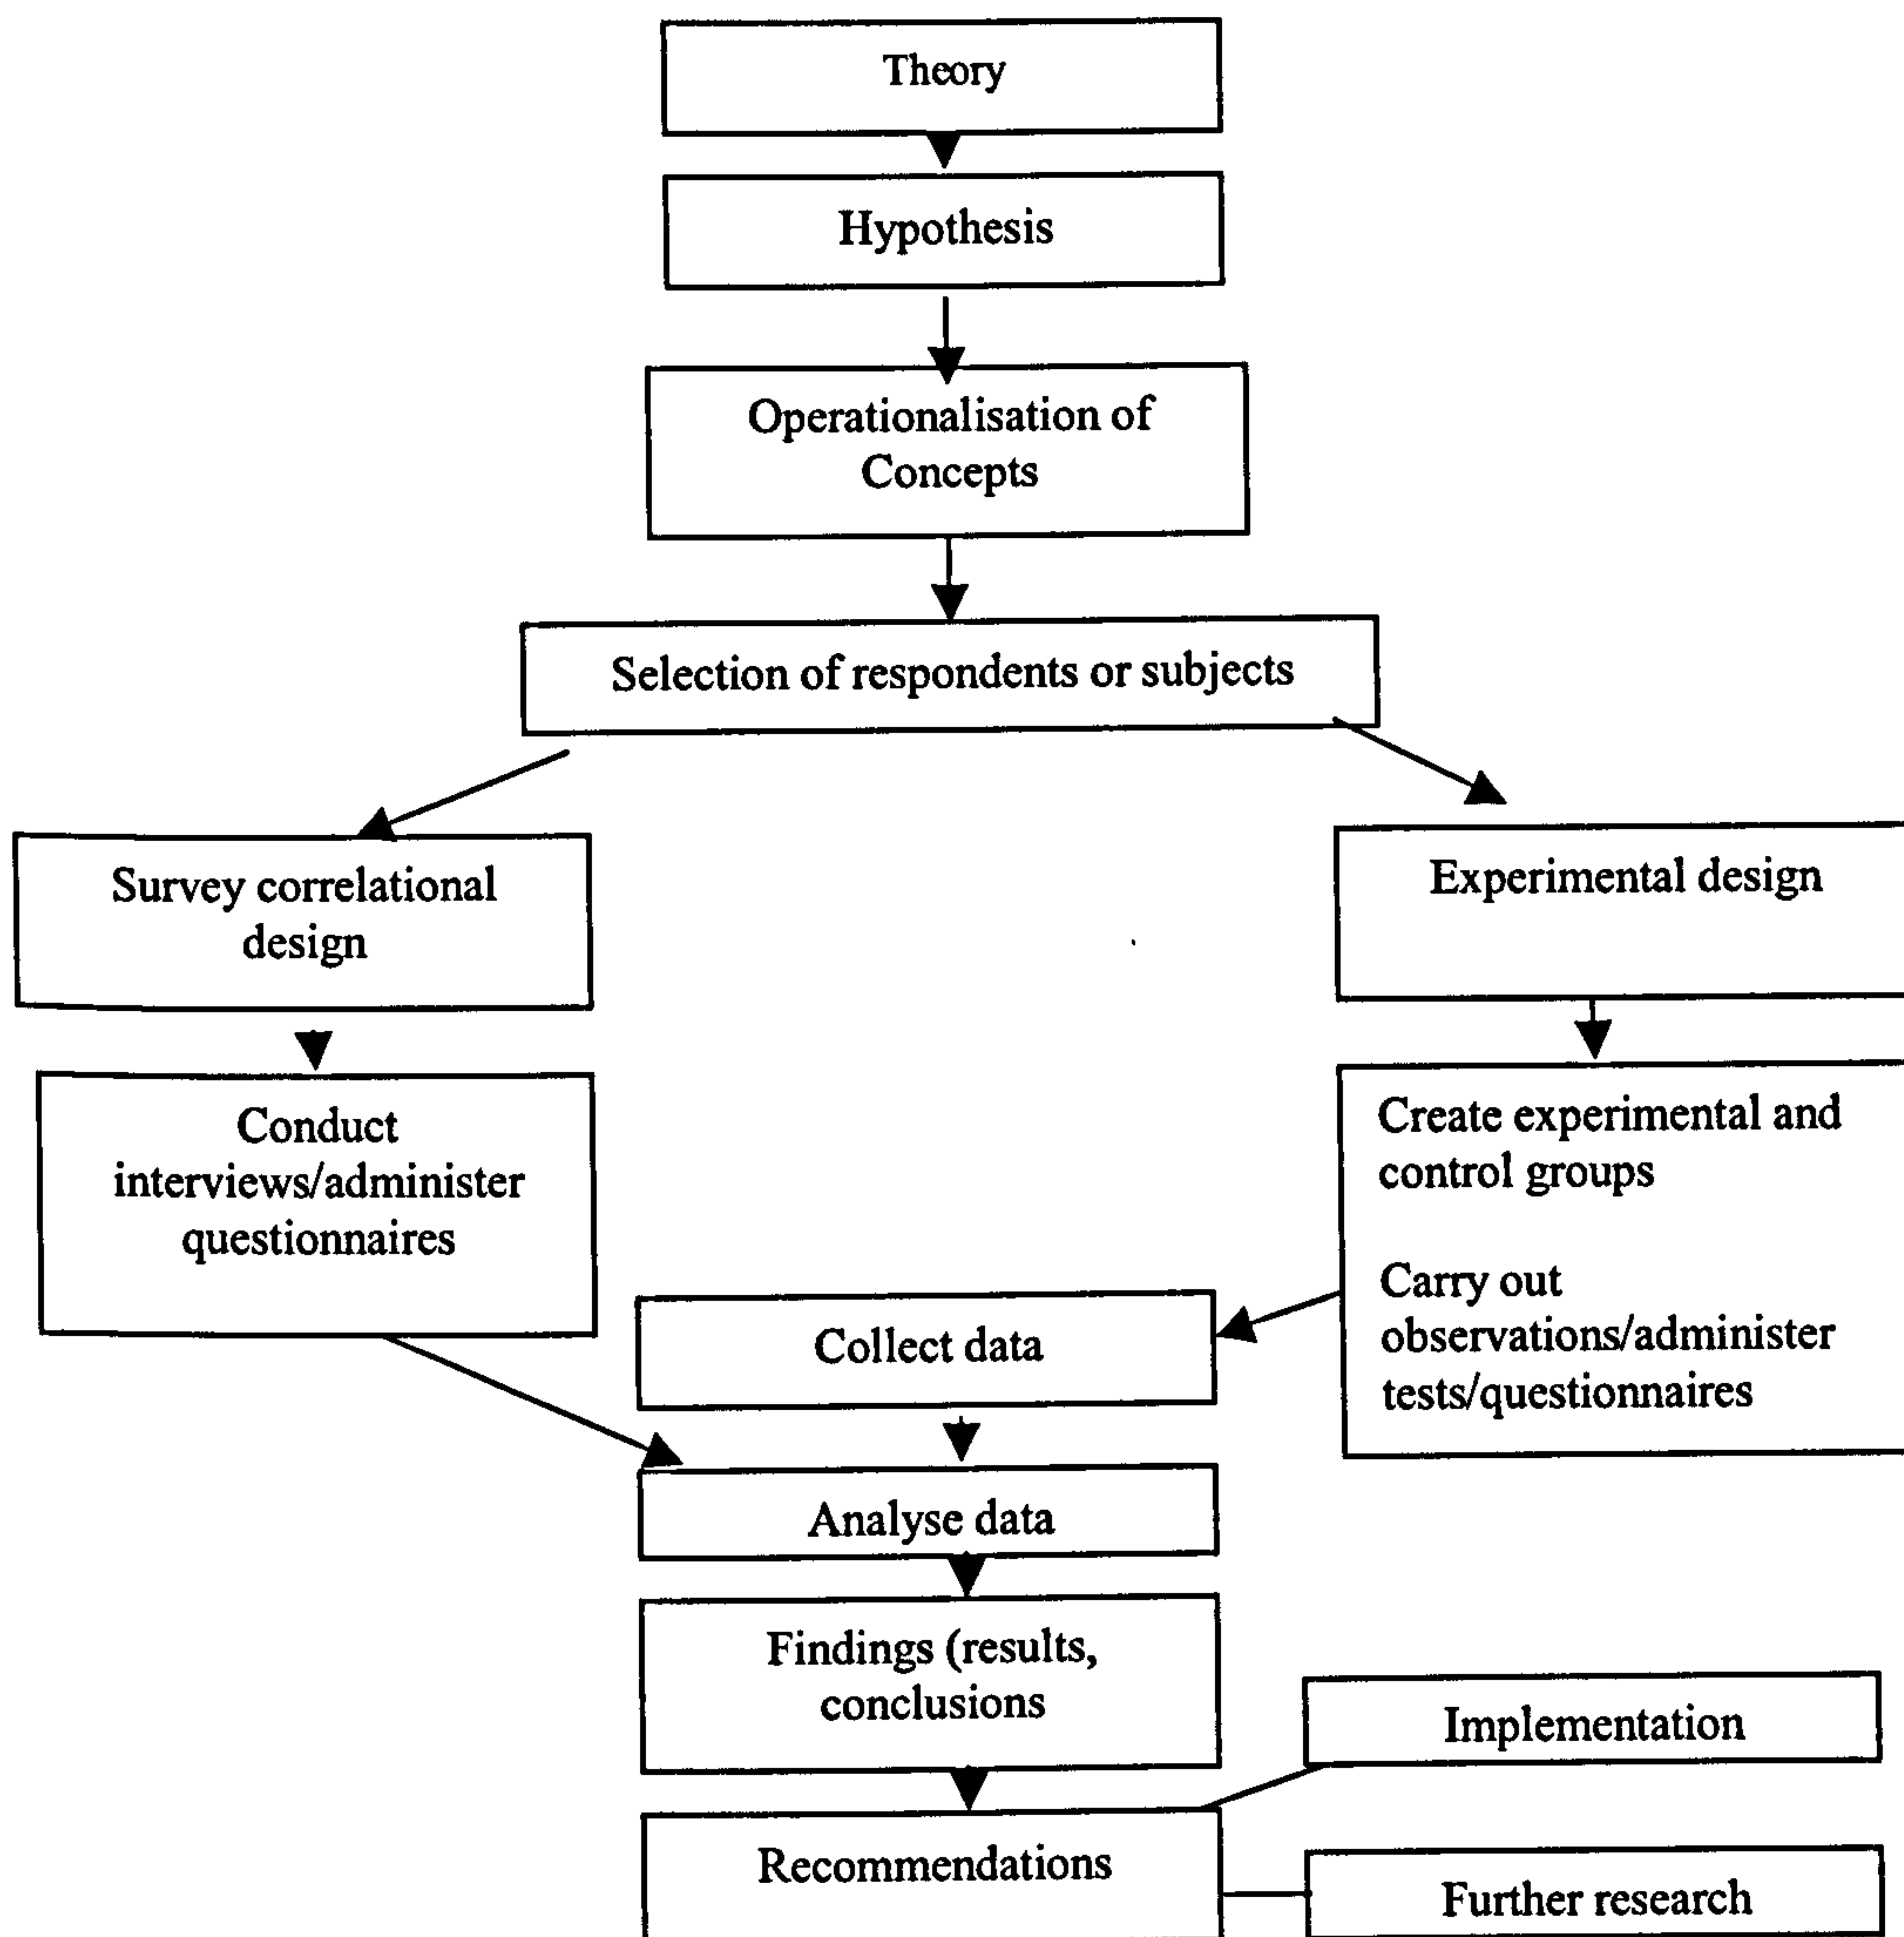 Theory
Hypothesis
Operationalisation of
Concepts
Selection of respondents or subjects
Survey correlational
design
Experimental design
Conduct
interviews/administer
questionnaires
Create experimental and
control groups
Carry out
observations/administer
tests/questionnaires
Collect data
Analyse data
Findings (results,
conclusions
Implementation
Recommendations
Further research